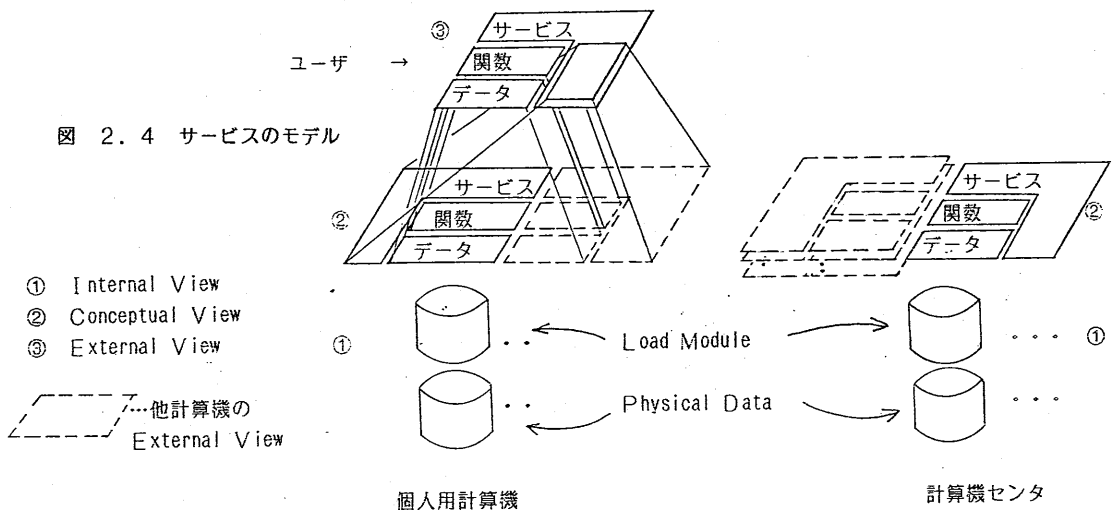 ③ サービス
ユーザ → 関数
データ
図 2.4 サービスのモデル
② サービス
関数
データ
サービス
関数 ②
データ
① Internal View
② Conceptual View
③ External View
① Load Module ①
Physical Data
…他計算機の
External View
個人用計算機
計算機センタ